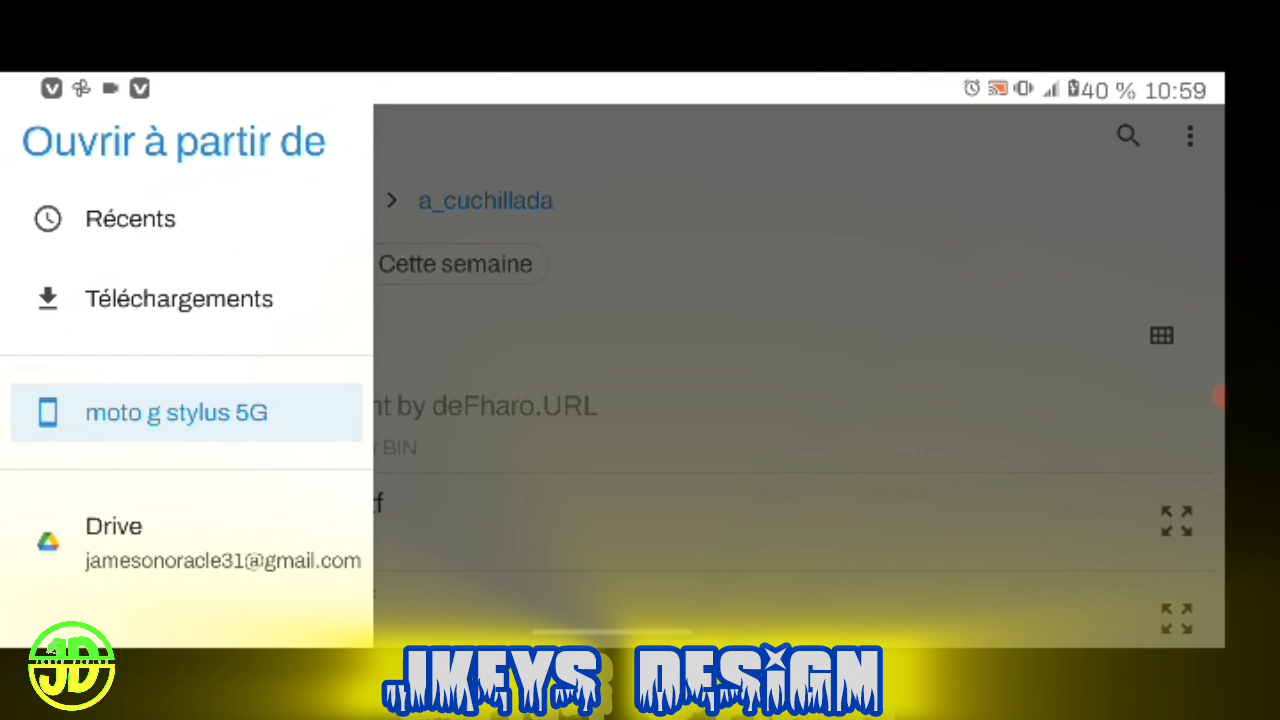 40 % 10:59
Ouvrir à partir de
Récents
Téléchargements
moto g stylus 5G
Drive
jamesonoracle31@gmail.com
a_cuchillada
Cette semaine
by deFharo.URL
BIN
JD
JKEYS DESIGN